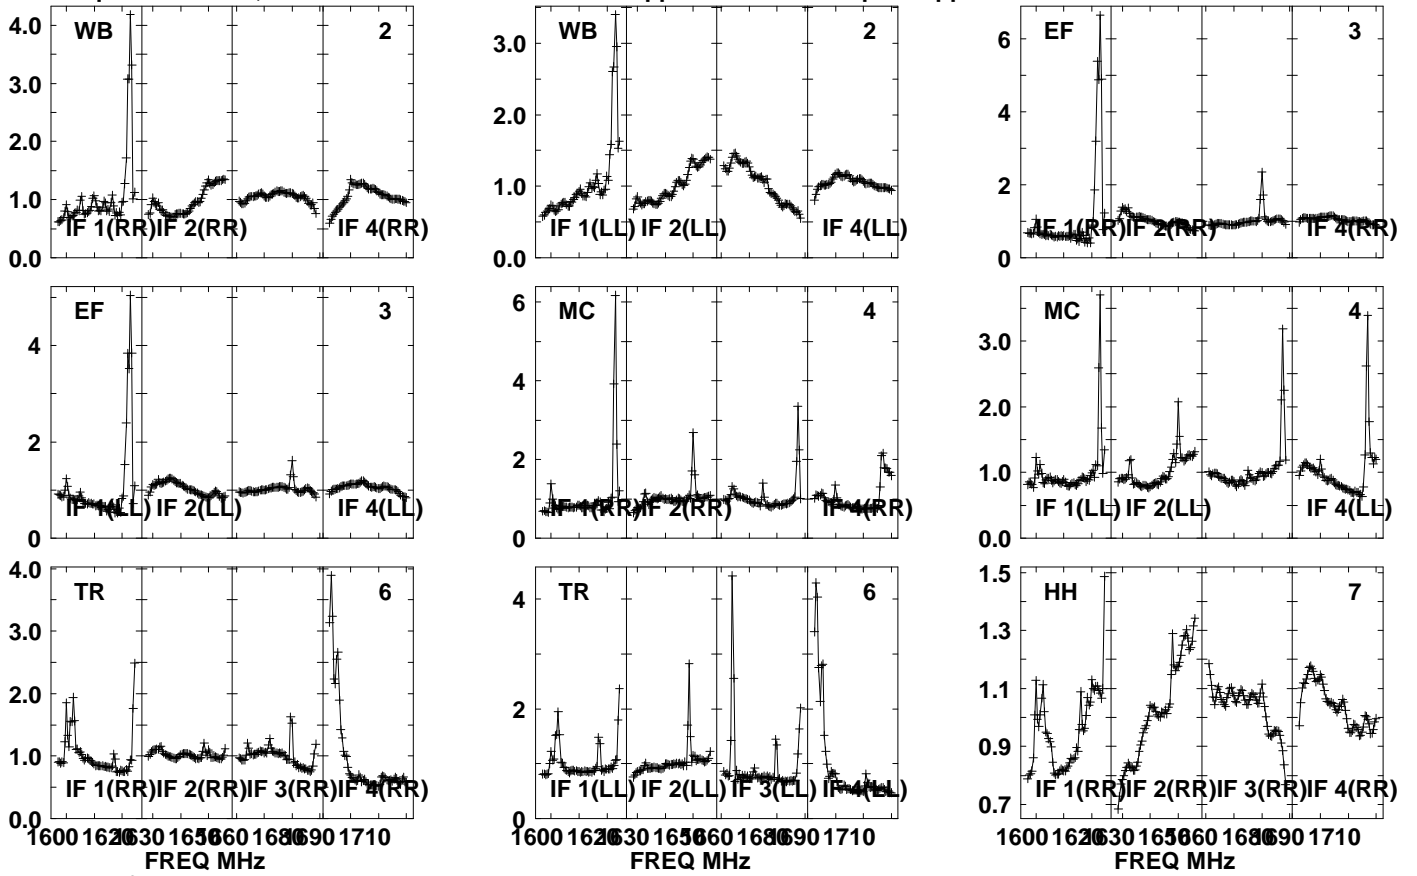 WB 2 WB 2 EF 3
4.0 3.0 2.0 1.0 0.0
IF 1(RR) IF 2(RR) IF 4(RR)
3.0 2.0 1.0 0.0
IF 1(LL) IF 2(LL) IF 4(LL)
6 4 2 0
IF 1(RR) IF 2(RR) IF 4(RR)
EF 3 MC 4 MC 4
4 2 0
IF 1(LL) IF 2(LL) IF 4(LL)
6 4 2 0
IF 1(RR) IF 2(RR) IF 4(RR)
3.0 2.0 1.0 0.0
IF 1(LL) IF 2(LL) IF 4(LL)
TR 6 TR 6 HH 7
4.0 3.0 2.0 1.0 0.0
IF 1(RR) IF 2(RR) IF 3(RR) IF 4(RR)
4 2 0
IF 1(LL) IF 2(LL) IF 3(LL) IF 4(LL)
1.5 1.3 1.1 0.9 0.7
IF 1(RR) IF 2(RR) IF 3(RR) IF 4(RR)
1600 1620 1630 1650 1660 1680 1690 1710
1600 1620 1630 1650 1660 1680 1690 1710
1600 1620 1630 1650 1660 1680 1690 1710
FREQ MHz FREQ MHz FREQ MHz